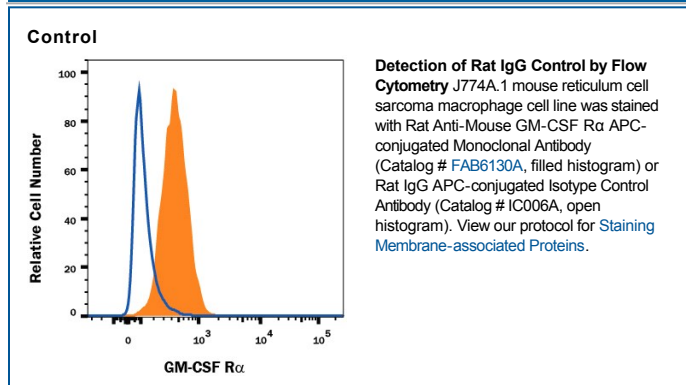 Control
100
80
60
40
20
0
Relative Cell Number
0 10³ 10⁴ 10⁵
GM-CSF Rα
Detection of Rat IgG Control by Flow
Cytometry J774A.1 mouse reticulum cell
sarcoma macrophage cell line was stained
with Rat Anti-Mouse GM-CSF Rα APC-
conjugated Monoclonal Antibody
(Catalog # FAB6130A, filled histogram) or
Rat IgG APC-conjugated Isotype Control
Antibody (Catalog # IC006A, open
histogram). View our protocol for Staining
Membrane-associated Proteins.